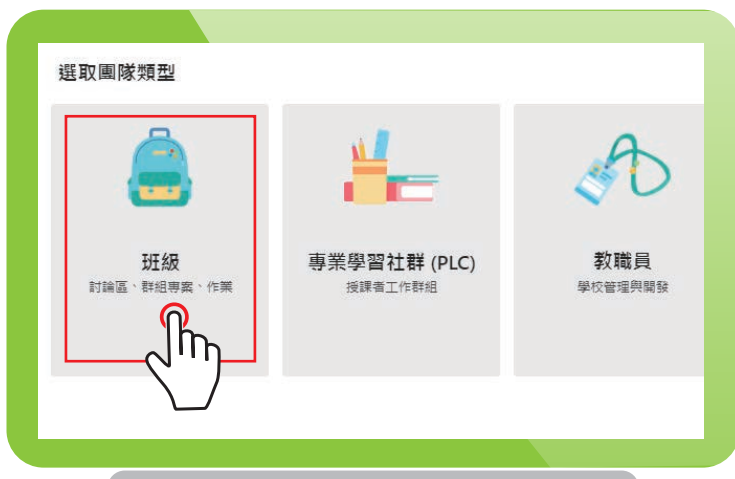 選取團隊類型
班級
討論區、群組專案、作業
專業學習社群 (PLC)
授課者工作群組
教職員
學校管理與開發